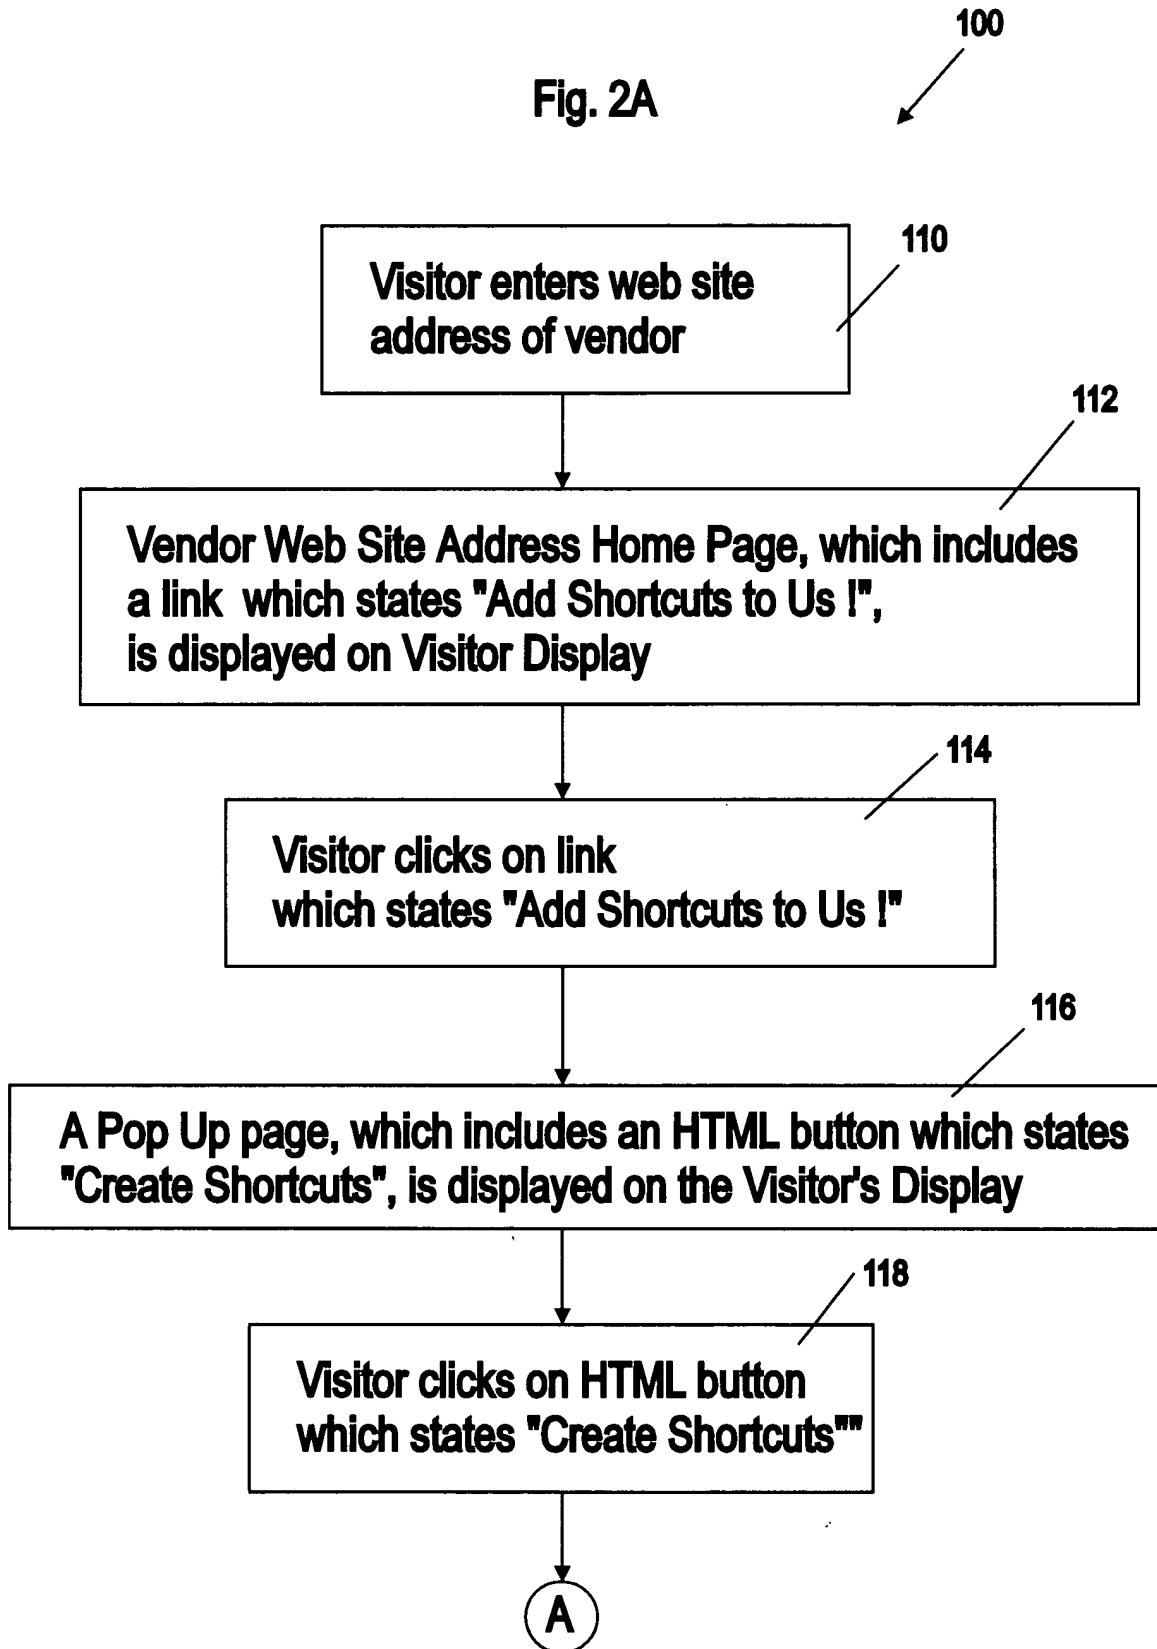 100
Fig. 2A
110
Visitor enters web site
address of vendor
112
Vendor Web Site Address Home Page, which includes
a link  which states "Add Shortcuts to Us !",
is displayed on Visitor Display
114
Visitor clicks on link
which states "Add Shortcuts to Us !"
116
A Pop Up page, which includes an HTML button which states
"Create Shortcuts", is displayed on the Visitor's Display
118
Visitor clicks on HTML button
which states "Create Shortcuts""
A